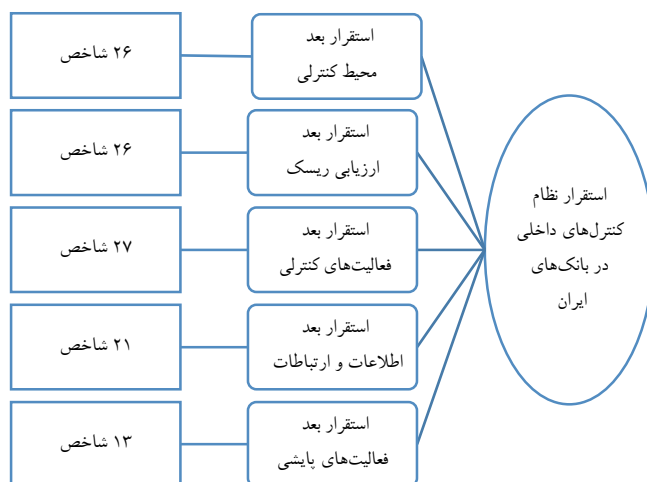 استقرار نظام
کنترل‌های داخلی
در بانک‌های
ایران
استقرار بعد
محیط کنترلی
۲۶ شاخص
استقرار بعد
ارزیابی ریسک
۲۶ شاخص
استقرار بعد
فعالیت‌های کنترلی
۲۷ شاخص
استقرار بعد
اطلاعات و ارتباطات
۲۱ شاخص
استقرار بعد
فعالیت‌های پایشی
۱۳ شاخص